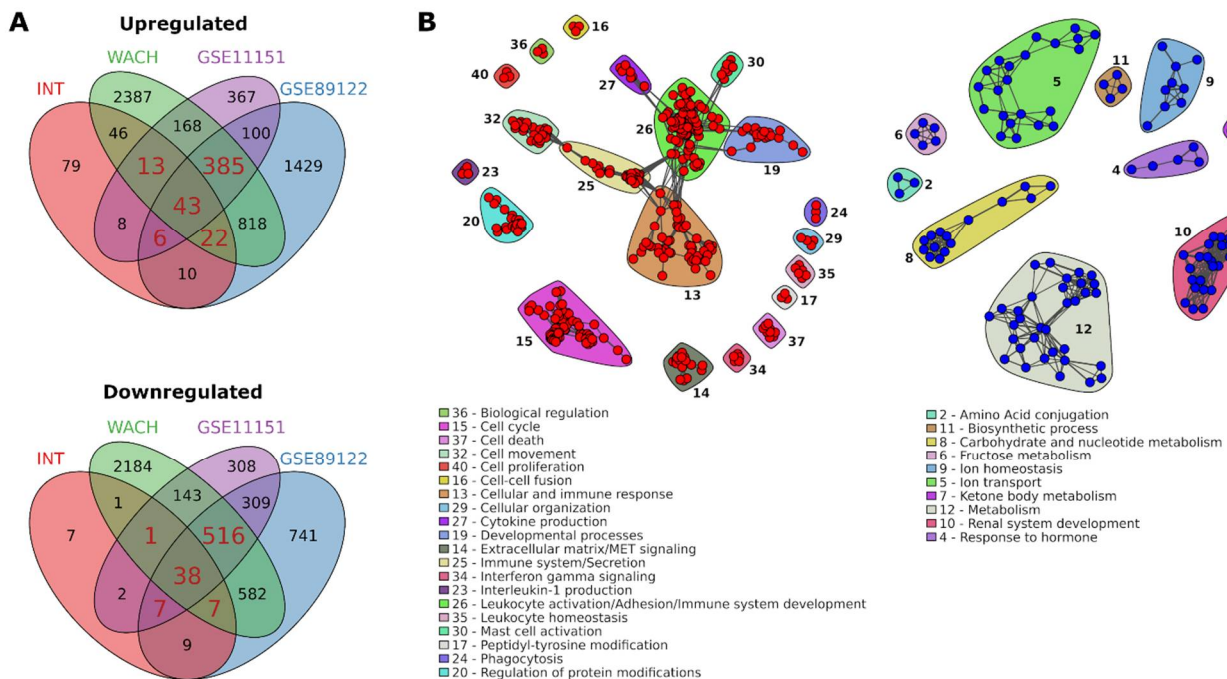 A
Upregulated
WACH
GSE11151
INT
GSE89122
2387
367
46
168
100
79
13
385
1429
43
8
6
22
818
10
Downregulated
WACH
GSE11151
INT
GSE89122
2184
308
1
143
309
7
1
516
741
38
2
7
7
582
9
B
16
36
40
27
30
32
26
25
19
23
20
24
29
13
35
17
15
37
34
14
5
11
9
6
4
2
8
10
12
36 - Biological regulation
15 - Cell cycle
37 - Cell death
32 - Cell movement
40 - Cell proliferation
16 - Cell-cell fusion
13 - Cellular and immune response
29 - Cellular organization
27 - Cytokine production
19 - Developmental processes
14 - Extracellular matrix/MET signaling
25 - Immune system/Secretion
34 - Interferon gamma signaling
23 - Interleukin-1 production
26 - Leukocyte activation/Adhesion/Immune system development
35 - Leukocyte homeostasis
30 - Mast cell activation
17 - Peptidyl-tyrosine modification
24 - Phagocytosis
20 - Regulation of protein modifications
2 - Amino Acid conjugation
11 - Biosynthetic process
8 - Carbohydrate and nucleotide metabolism
6 - Fructose metabolism
9 - Ion homeostasis
5 - Ion transport
7 - Ketone body metabolism
12 - Metabolism
10 - Renal system development
4 - Response to hormone